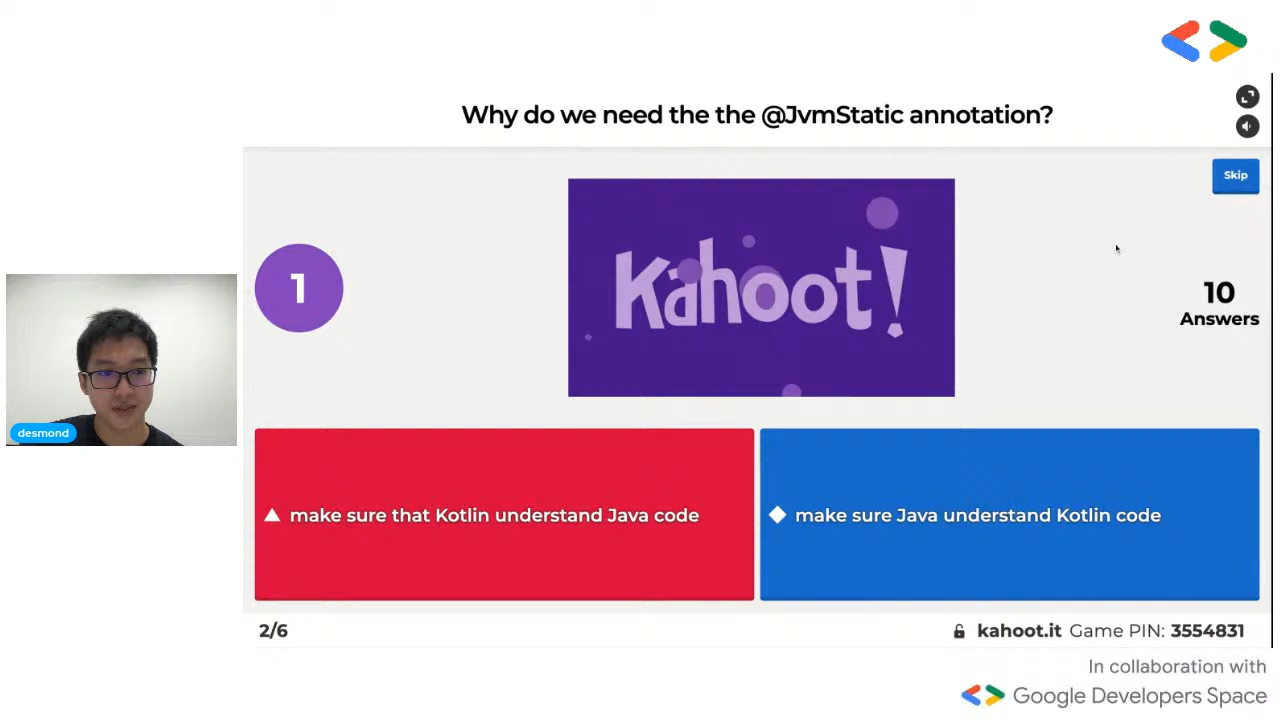 Why do we need the the @JvmStatic annotation?
Skip
1
Kahoot!
10
Answers
desmond
make sure that Kotlin understand Java code
make sure Java understand Kotlin code
2/6
kahoot.it Game PIN: 3554831
In collaboration with
Google Developers Space